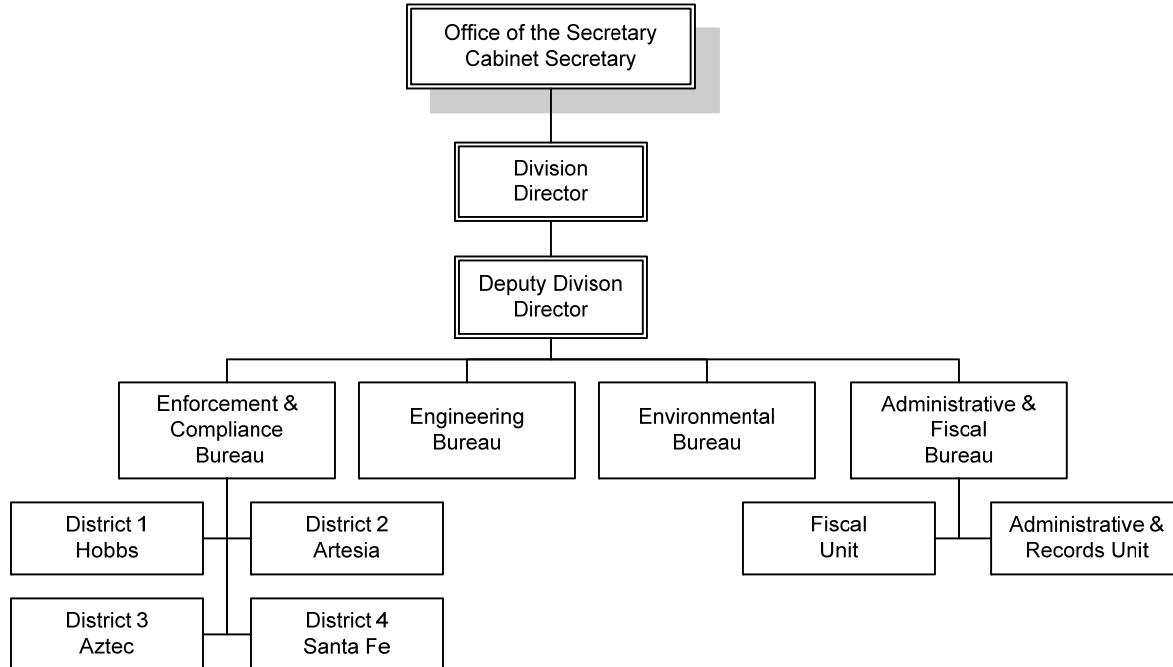 Office of the Secretary
Cabinet Secretary
Division
Director
Deputy Divison
Director
Enforcement &
Compliance
Bureau
Engineering
Bureau
Environmental
Bureau
Administrative &
Fiscal
Bureau
District 1
Hobbs
District 2
Artesia
Fiscal
Unit
Administrative &
Records Unit
District 3
Aztec
District 4
Santa Fe